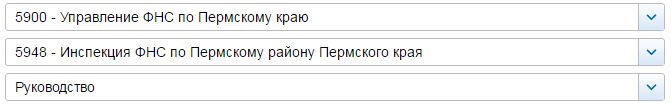 5900 - Управление ФНС по Пермскому краю
5948 - Инспекция ФНС по Пермскому району Пермского края
Руководство